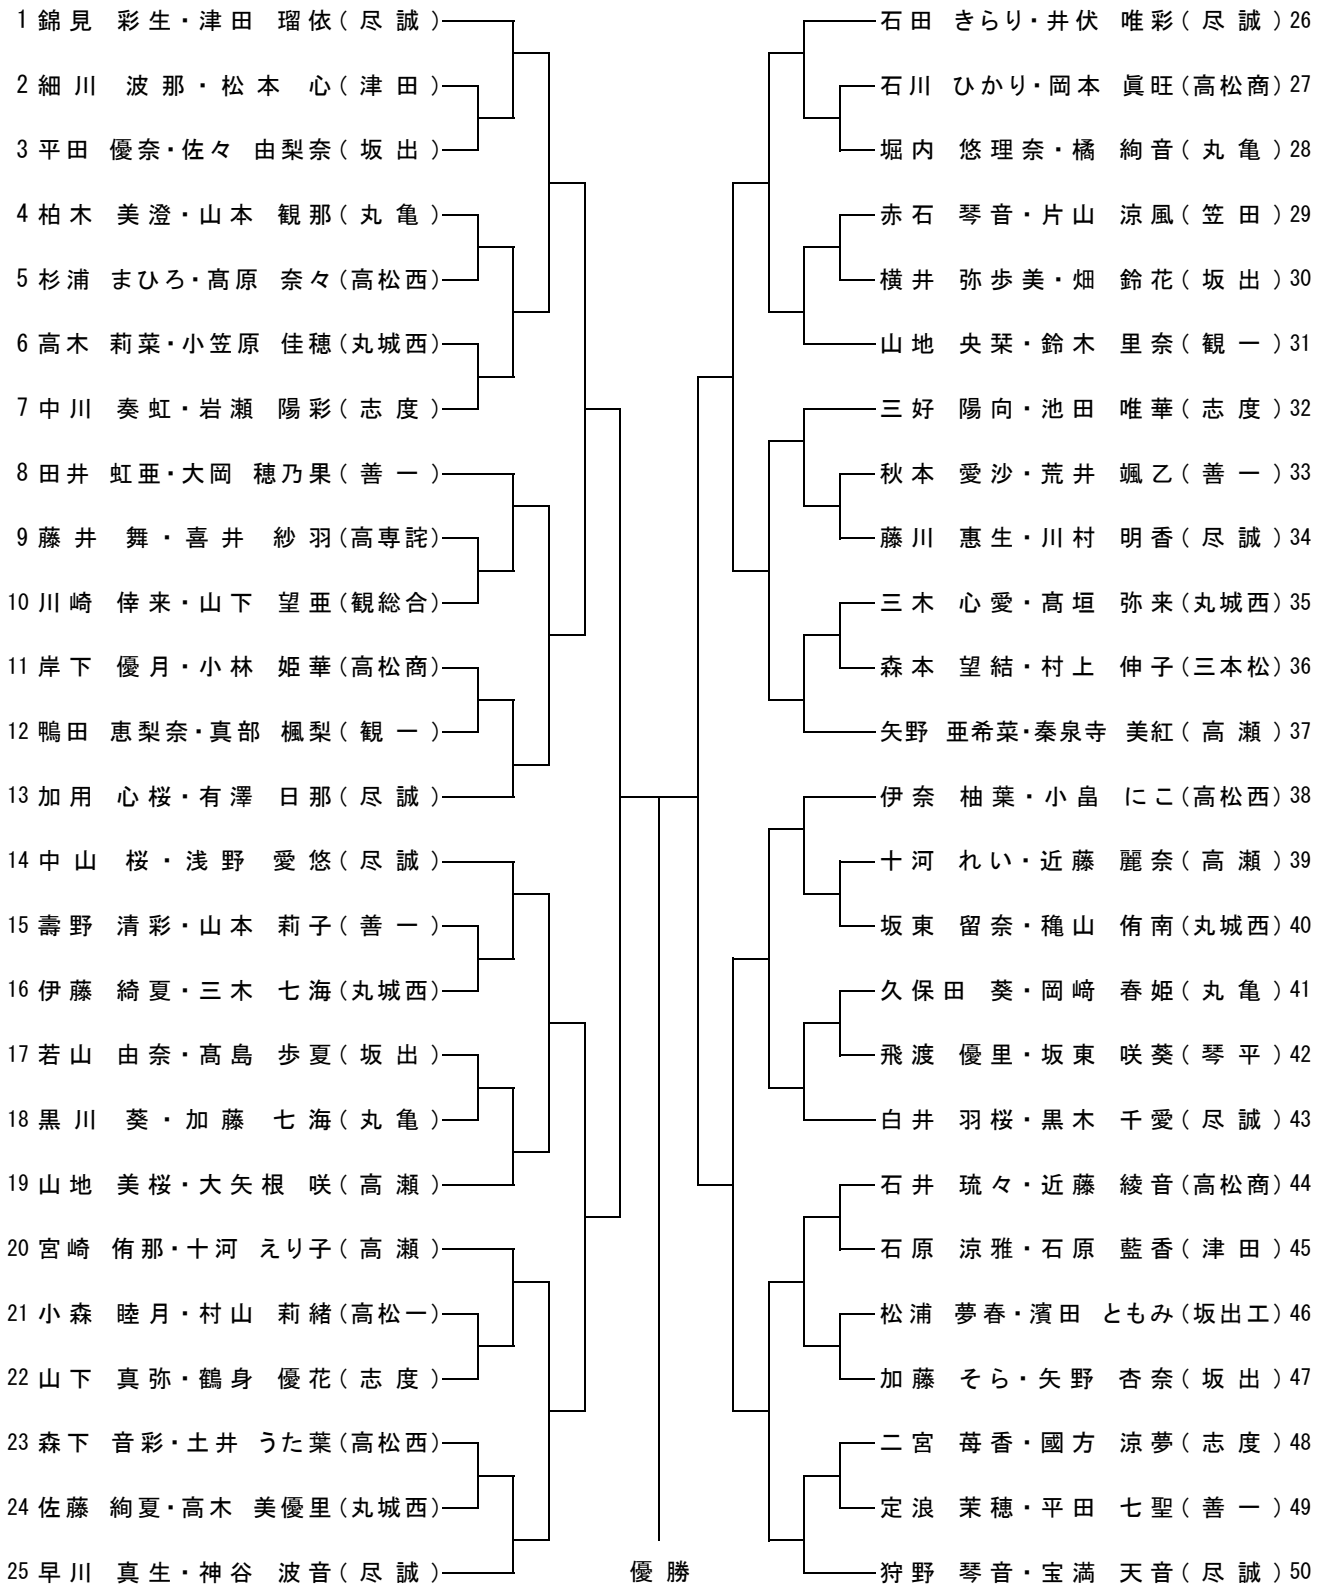 1 錦見 彩生・津田 瑠依(尽誠)
2 細川 波那・松本 心(津田)
3 平田 優奈・佐々 由梨奈(坂出)
4 柏木 美澄・山本 観那(丸亀)
5 杉浦 まひろ・髙原 奈々(高松西)
6 高木 莉菜・小笠原 佳穂(丸城西)
7 中川 奏虹・岩瀬 陽彩(志度)
8 田井 虹亜・大岡 穂乃果(善一)
9 藤井 舞・喜井 紗羽(高専詫)
10 川崎 倖来・山下 望亜(観総合)
11 岸下 優月・小林 姫華(高松商)
12 鴨田 恵梨奈・真部 楓梨(観一)
13 加用 心桜・有澤 日那(尽誠)
14 中山 桜・浅野 愛悠(尽誠)
15 壽野 清彩・山本 莉子(善一)
16 伊藤 綺夏・三木 七海(丸城西)
17 若山 由奈・髙島 歩夏(坂出)
18 黒川 葵・加藤 七海(丸亀)
19 山地 美桜・大矢根 咲(高瀬)
20 宮崎 侑那・十河 えり子(高瀬)
21 小森 睦月・村山 莉緒(高松一)
22 山下 真弥・鶴身 優花(志度)
23 森下 音彩・土井 うた葉(高松西)
24 佐藤 絢夏・高木 美優里(丸城西)
25 早川 真生・神谷 波音(尽誠)
優勝
石田 きらり・井伏 唯彩(尽誠) 26
石川 ひかり・岡本 眞旺(高松商) 27
堀内 悠理奈・橘 絢音(丸亀) 28
赤石 琴音・片山 涼風(笠田) 29
横井 弥歩美・畑 鈴花(坂出) 30
山地 央栞・鈴木 里奈(観一) 31
三好 陽向・池田 唯華(志度) 32
秋本 愛沙・荒井 颯乙(善一) 33
藤川 惠生・川村 明香(尽誠) 34
三木 心愛・髙垣 弥来(丸城西) 35
森本 望結・村上 伸子(三本松) 36
矢野 亜希菜・秦泉寺 美紅(高瀬) 37
伊奈 柚葉・小畠 にこ(高松西) 38
十河 れい・近藤 麗奈(高瀬) 39
坂東 留奈・穐山 侑南(丸城西) 40
久保田 葵・岡﨑 春姫(丸亀) 41
飛渡 優里・坂東 咲葵(琴平) 42
白井 羽桜・黒木 千愛(尽誠) 43
石井 琉々・近藤 綾音(高松商) 44
石原 涼雅・石原 藍香(津田) 45
松浦 夢春・濱田 ともみ(坂出工) 46
加藤 そら・矢野 杏奈(坂出) 47
二宮 苺香・國方 涼夢(志度) 48
定浪 茉穂・平田 七聖(善一) 49
狩野 琴音・宝満 天音(尽誠) 50